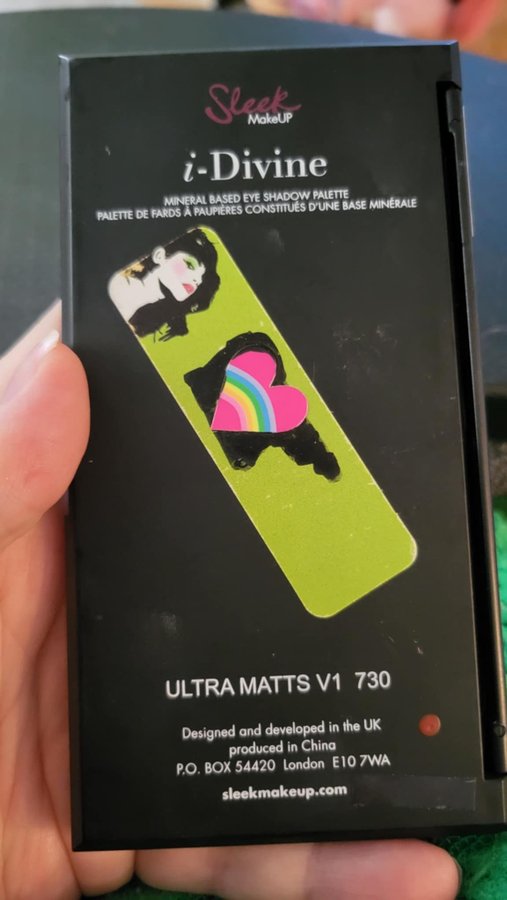 Sleek
MakeUP
i-Divine
MINERAL BASED EYE SHADOW PALETTE
PALETTE DE FARDS À PAUPIÈRES CONSTITUÉS D'UNE BASE MINÉRALE
ULTRA MATTS V1 730
Designed and developed in the UK
produced in China
P.O. BOX 54420 London E10 7WA
sleekmakeup.com